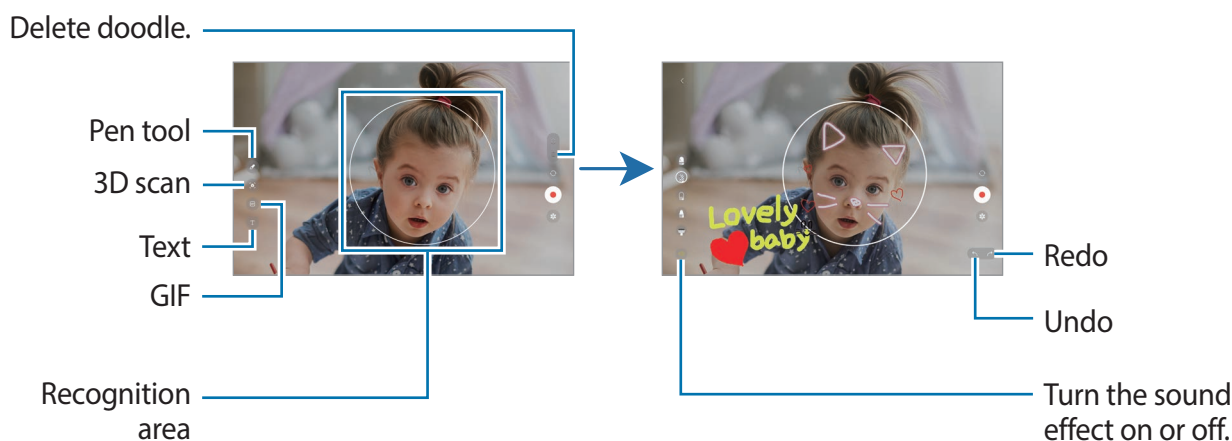 Delete doodle.
Pen tool
3D scan
Text
GIF
Recognition
area
Lovely
baby
Redo
Undo
Turn the sound
effect on or off.